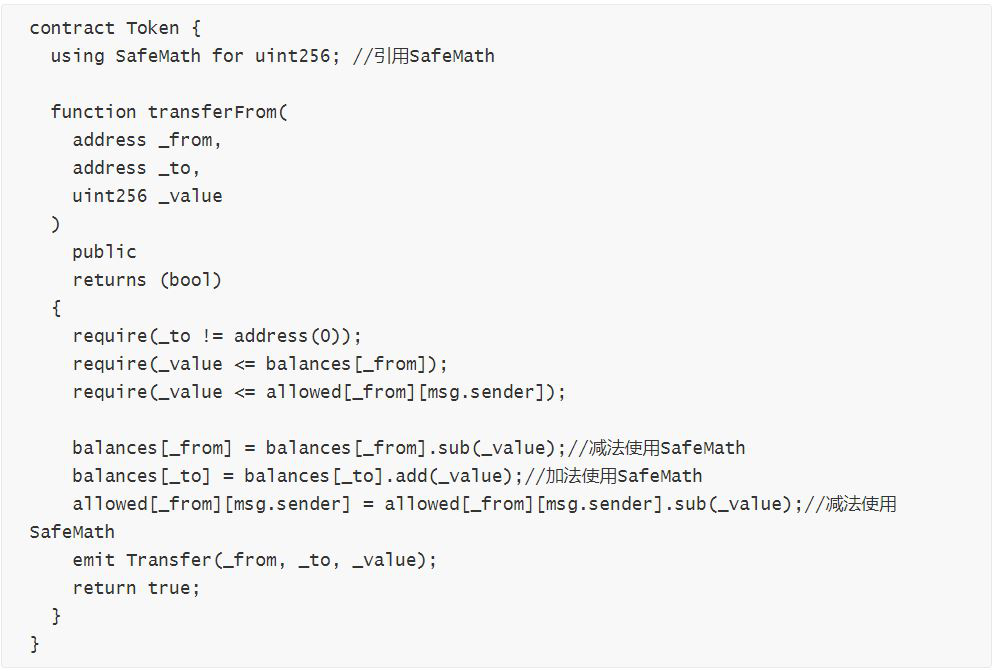 contract Token {
using SafeMath for uint256; //引用SafeMath
function transferFrom(
address _from,
address _to,
uint256 _value
)
public
returns (bool)
{
require(_to != address(0));
require(_value <= balances[_from]);
require(_value <= allowed[_from][msg.sender]);
balances[_from] = balances[_from].sub(_value);//减法使用SafeMath
balances[_to] = balances[_to].add(_value);//加法使用SafeMath
allowed[_from][msg.sender] = allowed[_from][msg.sender].sub(_value);//减法使用
SafeMath
emit Transfer(_from, _to, _value);
return true;
}
}